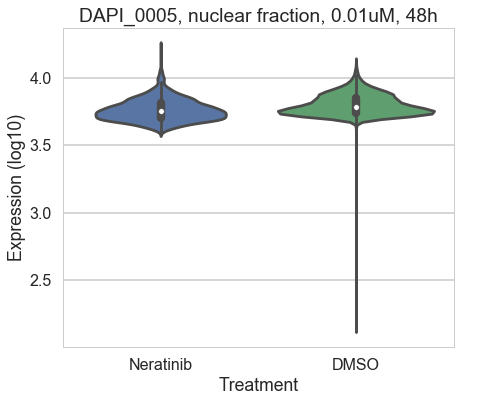 DAPI_0005, nuclear fraction, 0.01uM, 48h
Expression (log10)
4.0
3.5
3.0
2.5
Neratinib DMSO
Treatment